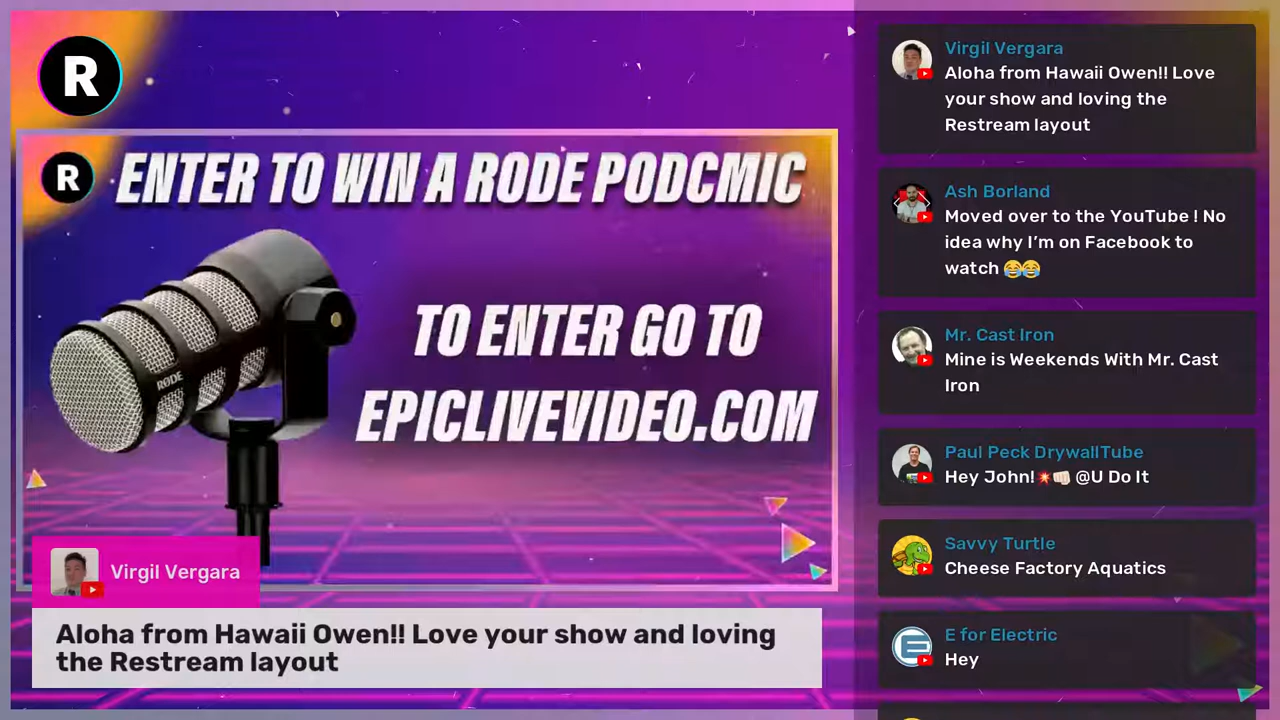 R
R
ENTER TO WIN A RODE PODCMIC
RØDE
TO ENTER GO TO
EPICLIVEVIDEO.COM
Virgil Vergara
Aloha from Hawaii Owen!! Love your show and loving
the Restream layout
Virgil Vergara
Aloha from Hawaii Owen!! Love
your show and loving the
Restream layout
Ash Borland
Moved over to the YouTube ! No
idea why I’m on Facebook to
watch 😂😂
Mr. Cast Iron
Mine is Weekends With Mr. Cast
Iron
Paul Peck DrywallTube
Hey John!💥👊🏻 @U Do It
Savvy Turtle
Cheese Factory Aquatics
E for Electric
Hey